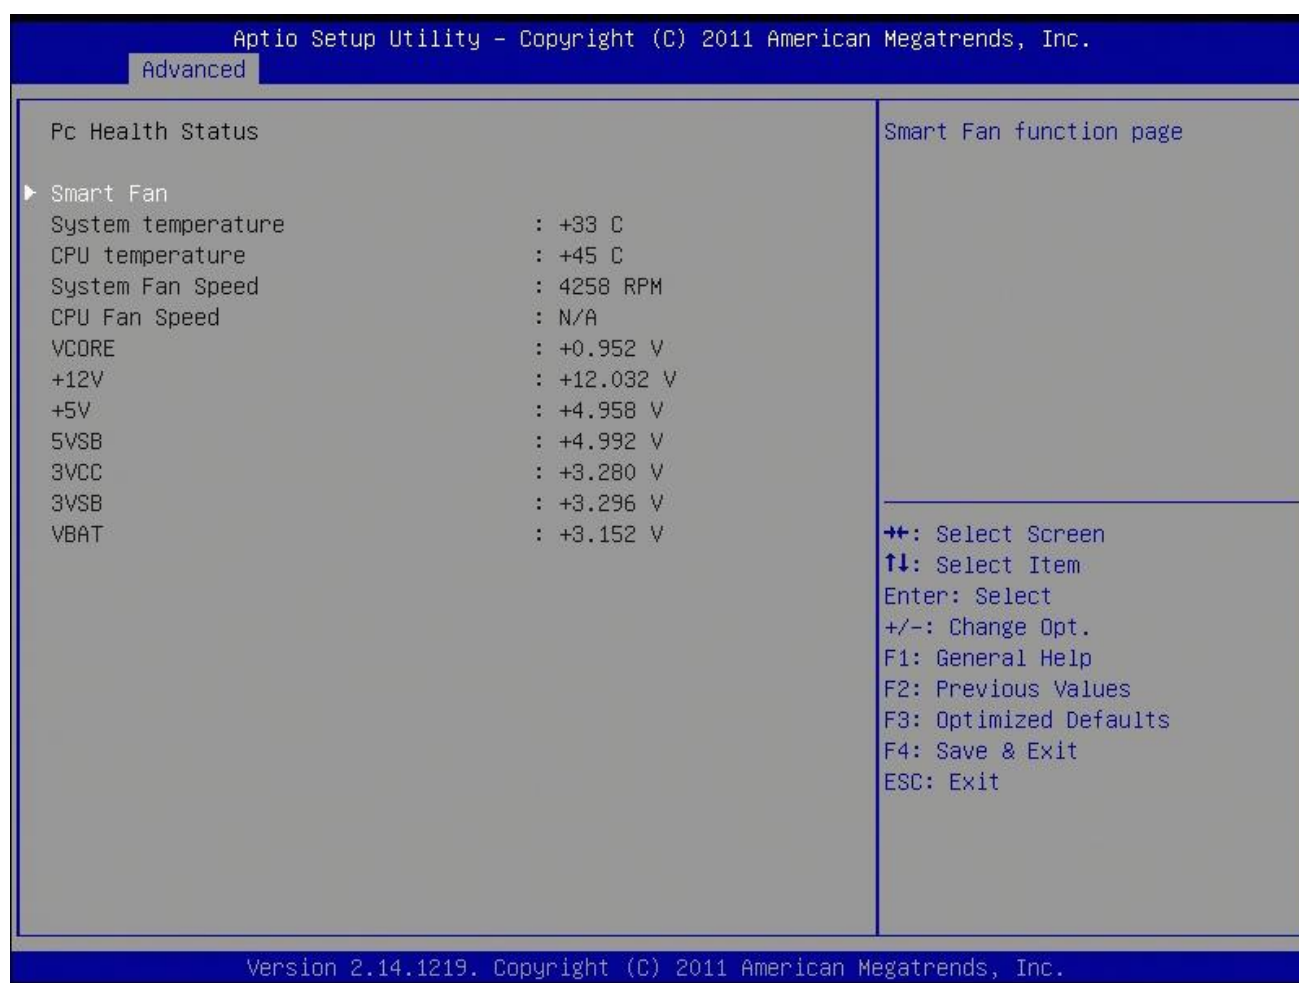 Aptio Setup Utility – Copyright (C) 2011 American Megatrends, Inc.
Advanced
Pc Health Status
Smart Fan
System temperature : +33 C
CPU temperature : +45 C
System Fan Speed : 4258 RPM
CPU Fan Speed : N/A
VCORE : +0.952 V
+12V : +12.032 V
+5V : +4.958 V
5VSB : +4.992 V
3VCC : +3.280 V
3VSB : +3.296 V
VBAT : +3.152 V
Smart Fan function page
→←: Select Screen
↑↓: Select Item
Enter: Select
+/-: Change Opt.
F1: General Help
F2: Previous Values
F3: Optimized Defaults
F4: Save & Exit
ESC: Exit
Version 2.14.1219. Copyright (C) 2011 American Megatrends, Inc.